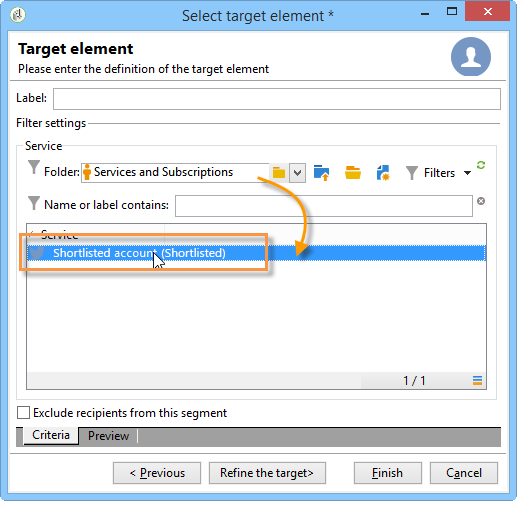 Select target element *
Target element
Please enter the definition of the target element
Label:
Filter settings
Service
Folder: Services and Subscriptions Filters
Name or label contains:
Service
Shortlisted account (Shortlisted)
1 / 1
Exclude recipients from this segment
Criteria Preview
< Previous Refine the target> Finish Cancel